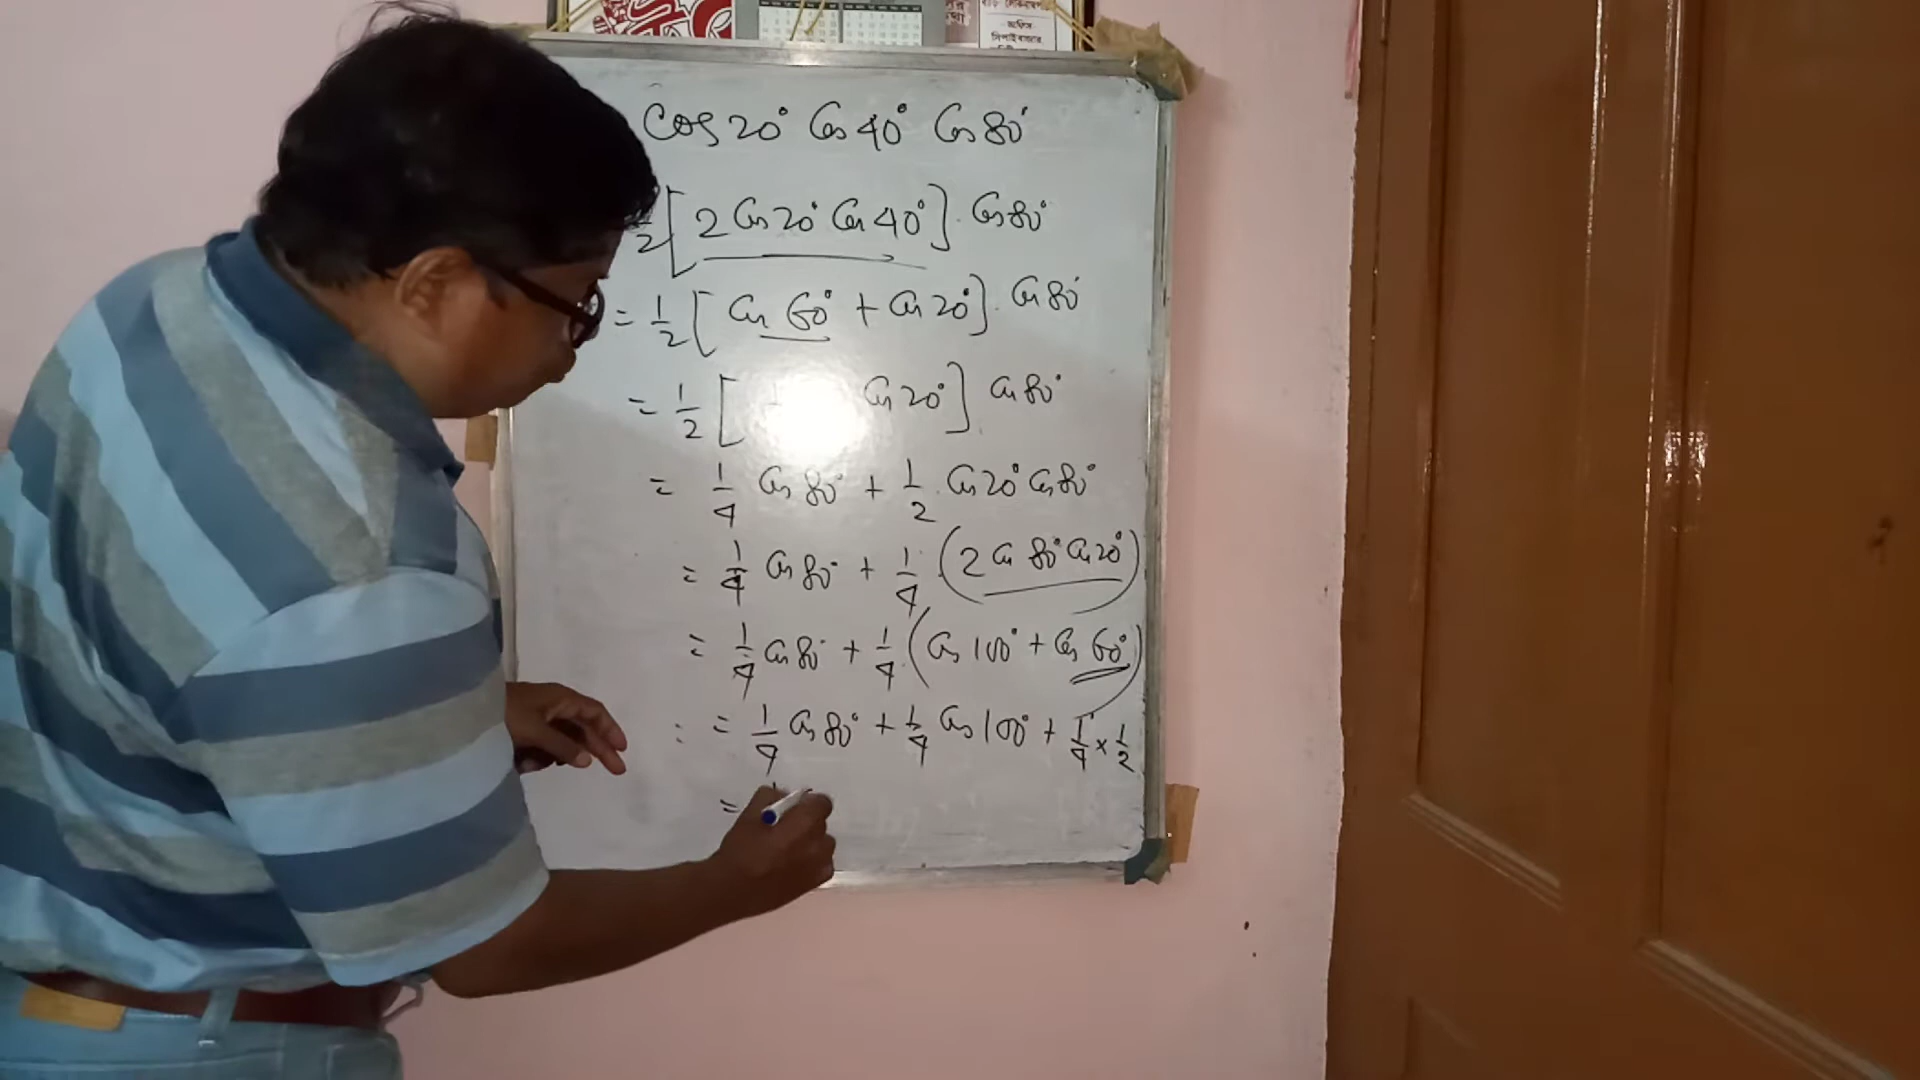 বাড়
অফিস
সিপাইবাজার
cos 20° Cos 40° Cos 80°
2[2 Cos 20° Cos 40°]. Cos 80°
= 1/2 [Cos 60° + Cos 20°]. Cos 80°
= 1/2 [ Cos 20°] Cos 80°
= 1/4 Cos 80° + 1/2 . Cos 20° Cos 80°
= 1/4 Cos 80° + 1/4 . (2 Cos 80° Cos 20°)
= 1/4 Cos 80° + 1/4 . (Cos 100° + Cos 60°)
: = 1/4 Cos 80° + 1/4 Cos 100° + 1/4 × 1/2
=